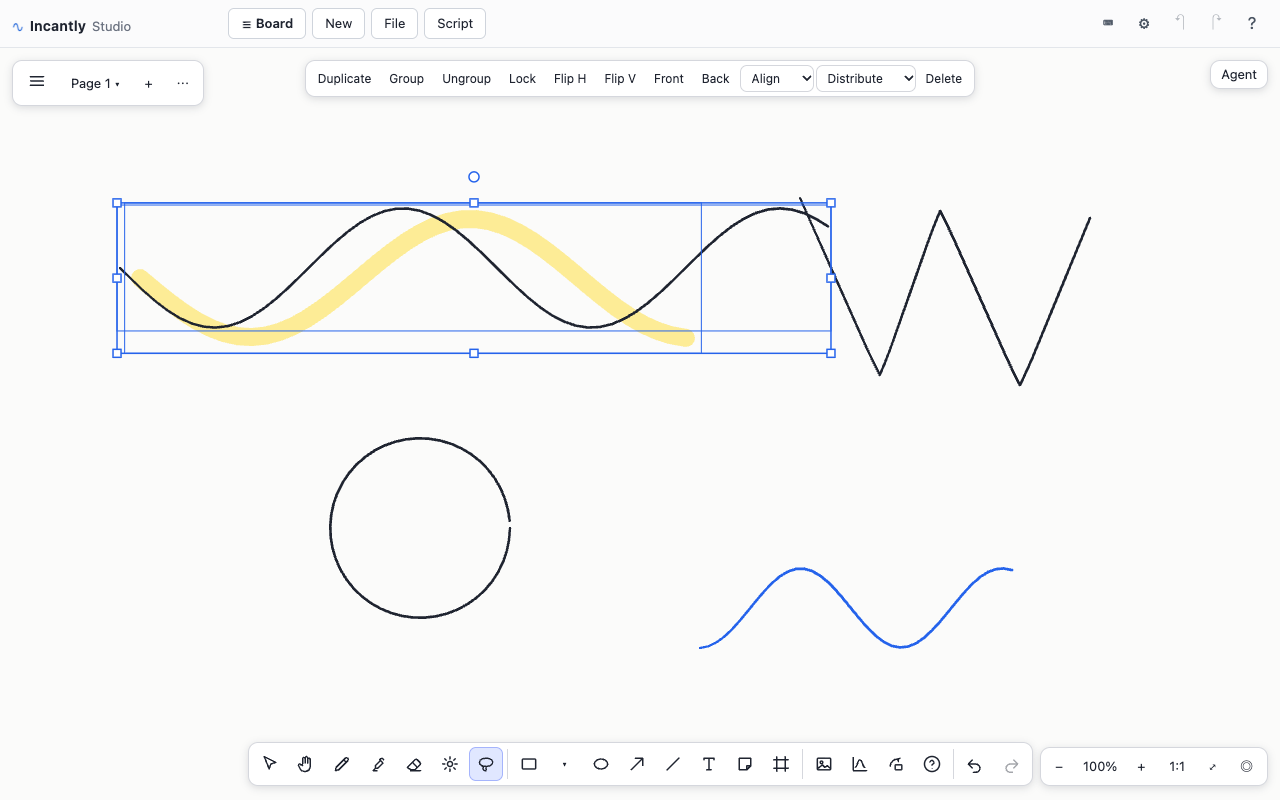 Incantly Studio
≡ Board New File Script
?
Page 1 + ...
Duplicate Group Ungroup Lock Flip H Flip V Front Back Align Distribute Delete
Agent
− 100% + 1:1